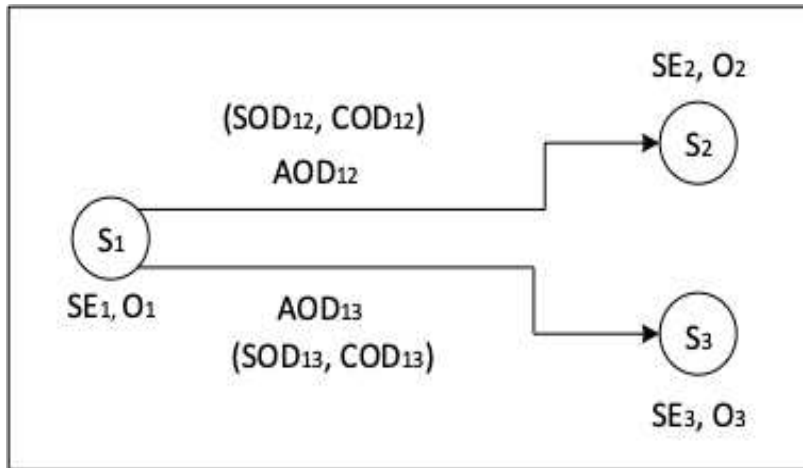 SE2, O2
(SOD12, COD12)
S2
AOD12
S1
SE1, O1
AOD13
S3
(SOD13, COD13)
SE3, O3